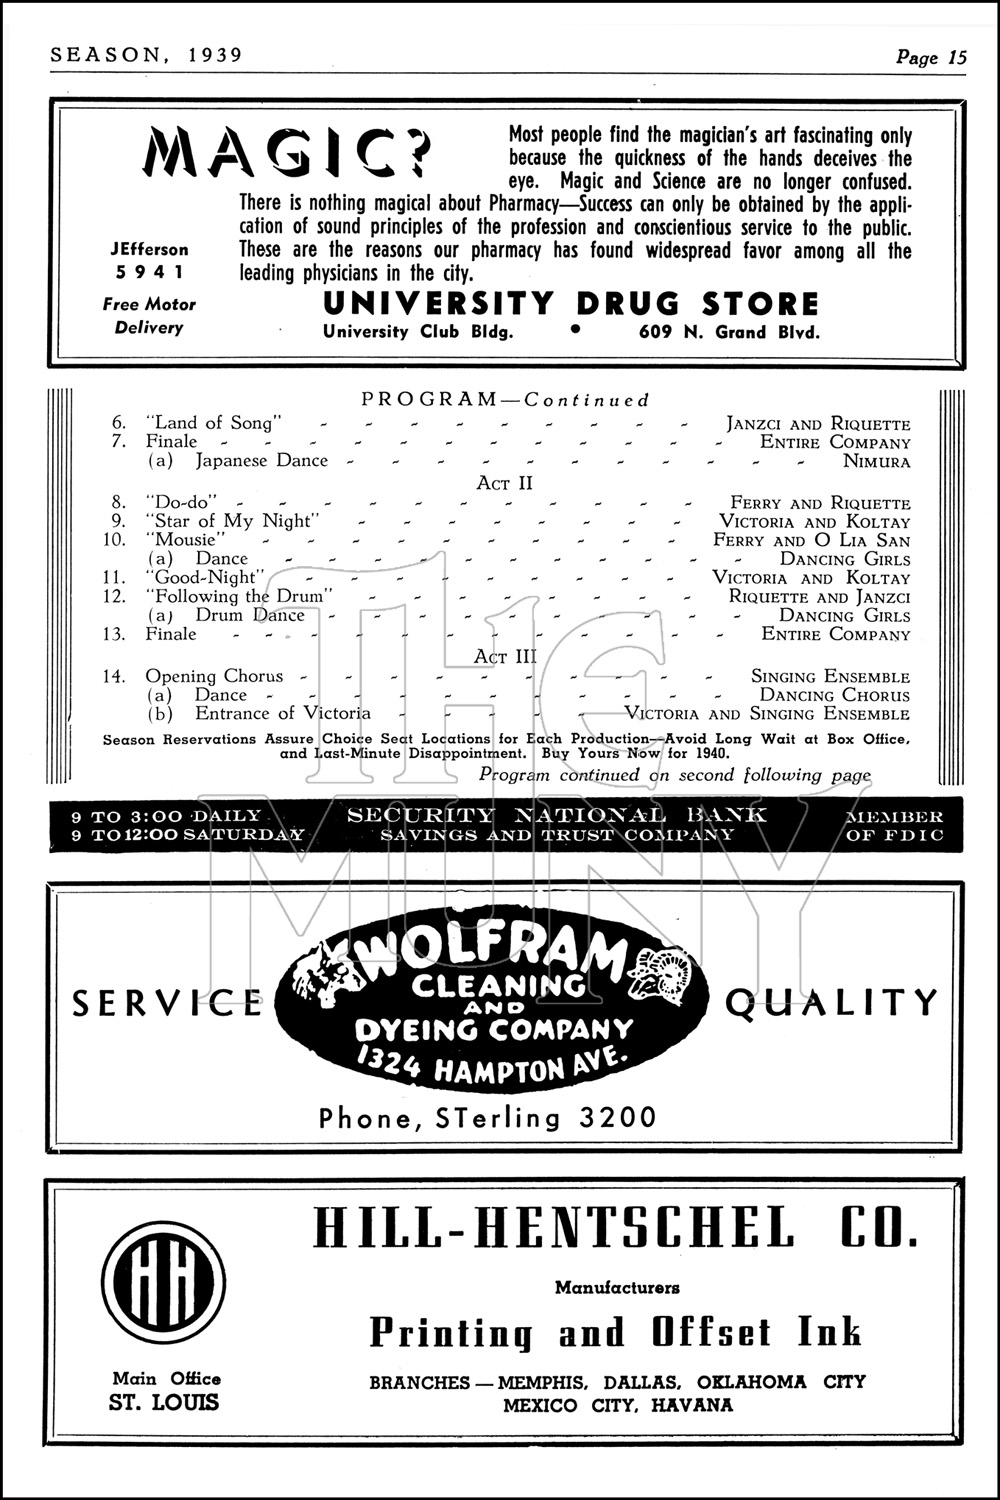 SEASON, 1939 Page 15
MAGIC?
Most people find the magician's art fascinating only
because the quickness of the hands deceives the
eye. Magic and Science are no longer confused.
There is nothing magical about Pharmacy—Success can only be obtained by the appli-
cation of sound principles of the profession and conscientious service to the public.
These are the reasons our pharmacy has found widespread favor among all the
leading physicians in the city.
JEfferson
5941
Free Motor
Delivery
UNIVERSITY DRUG STORE
University Club Bldg. • 609 N. Grand Blvd.
PROGRAM—Continued
6. "Land of Song" - - - - - - - - - JANZCI AND RIQUETTE
7. Finale - - - - - - - - - - - - ENTIRE COMPANY
(a) Japanese Dance - - - - - - - - - - - NIMURA
ACT II
8. "Do-do" - - - - - - - - - - - FERRY AND RIQUETTE
9. "Star of My Night" - - - - - - - - VICTORIA AND KOLTAY
10. "Mousie" - - - - - - - - - - FERRY AND O LIA SAN
(a) Dance - - - - - - - - - - - DANCING GIRLS
11. "Good-Night" - - - - - - - - - VICTORIA AND KOLTAY
12. "Following the Drum" - - - - - - - - RIQUETTE AND JANZCI
(a) Drum Dance - - - - - - - - - - DANCING GIRLS
13. Finale - - - - - - - - - - - - ENTIRE COMPANY
ACT III
14. Opening Chorus - - - - - - - - - - SINGING ENSEMBLE
(a) Dance - - - - - - - - - - - DANCING CHORUS
(b) Entrance of Victoria - - - - - VICTORIA AND SINGING ENSEMBLE
Season Reservations Assure Choice Seat Locations for Each Production—Avoid Long Wait at Box Office,
and Last-Minute Disappointment. Buy Yours Now for 1940.
Program continued on second following page
9 TO 3:00 DAILY SECURITY NATIONAL BANK MEMBER
9 TO 12:00 SATURDAY SAVINGS AND TRUST COMPANY OF FDIC
THE
MUNY
WOLFRAM
CLEANING
AND
DYEING COMPANY
1324 HAMPTON AVE.
SERVICE QUALITY
Phone, STerling 3200
HILL-HENTSCHEL CO.
HH
Manufacturers
Printing and Offset Ink
Main Office
ST. LOUIS
BRANCHES — MEMPHIS, DALLAS, OKLAHOMA CITY
MEXICO CITY, HAVANA